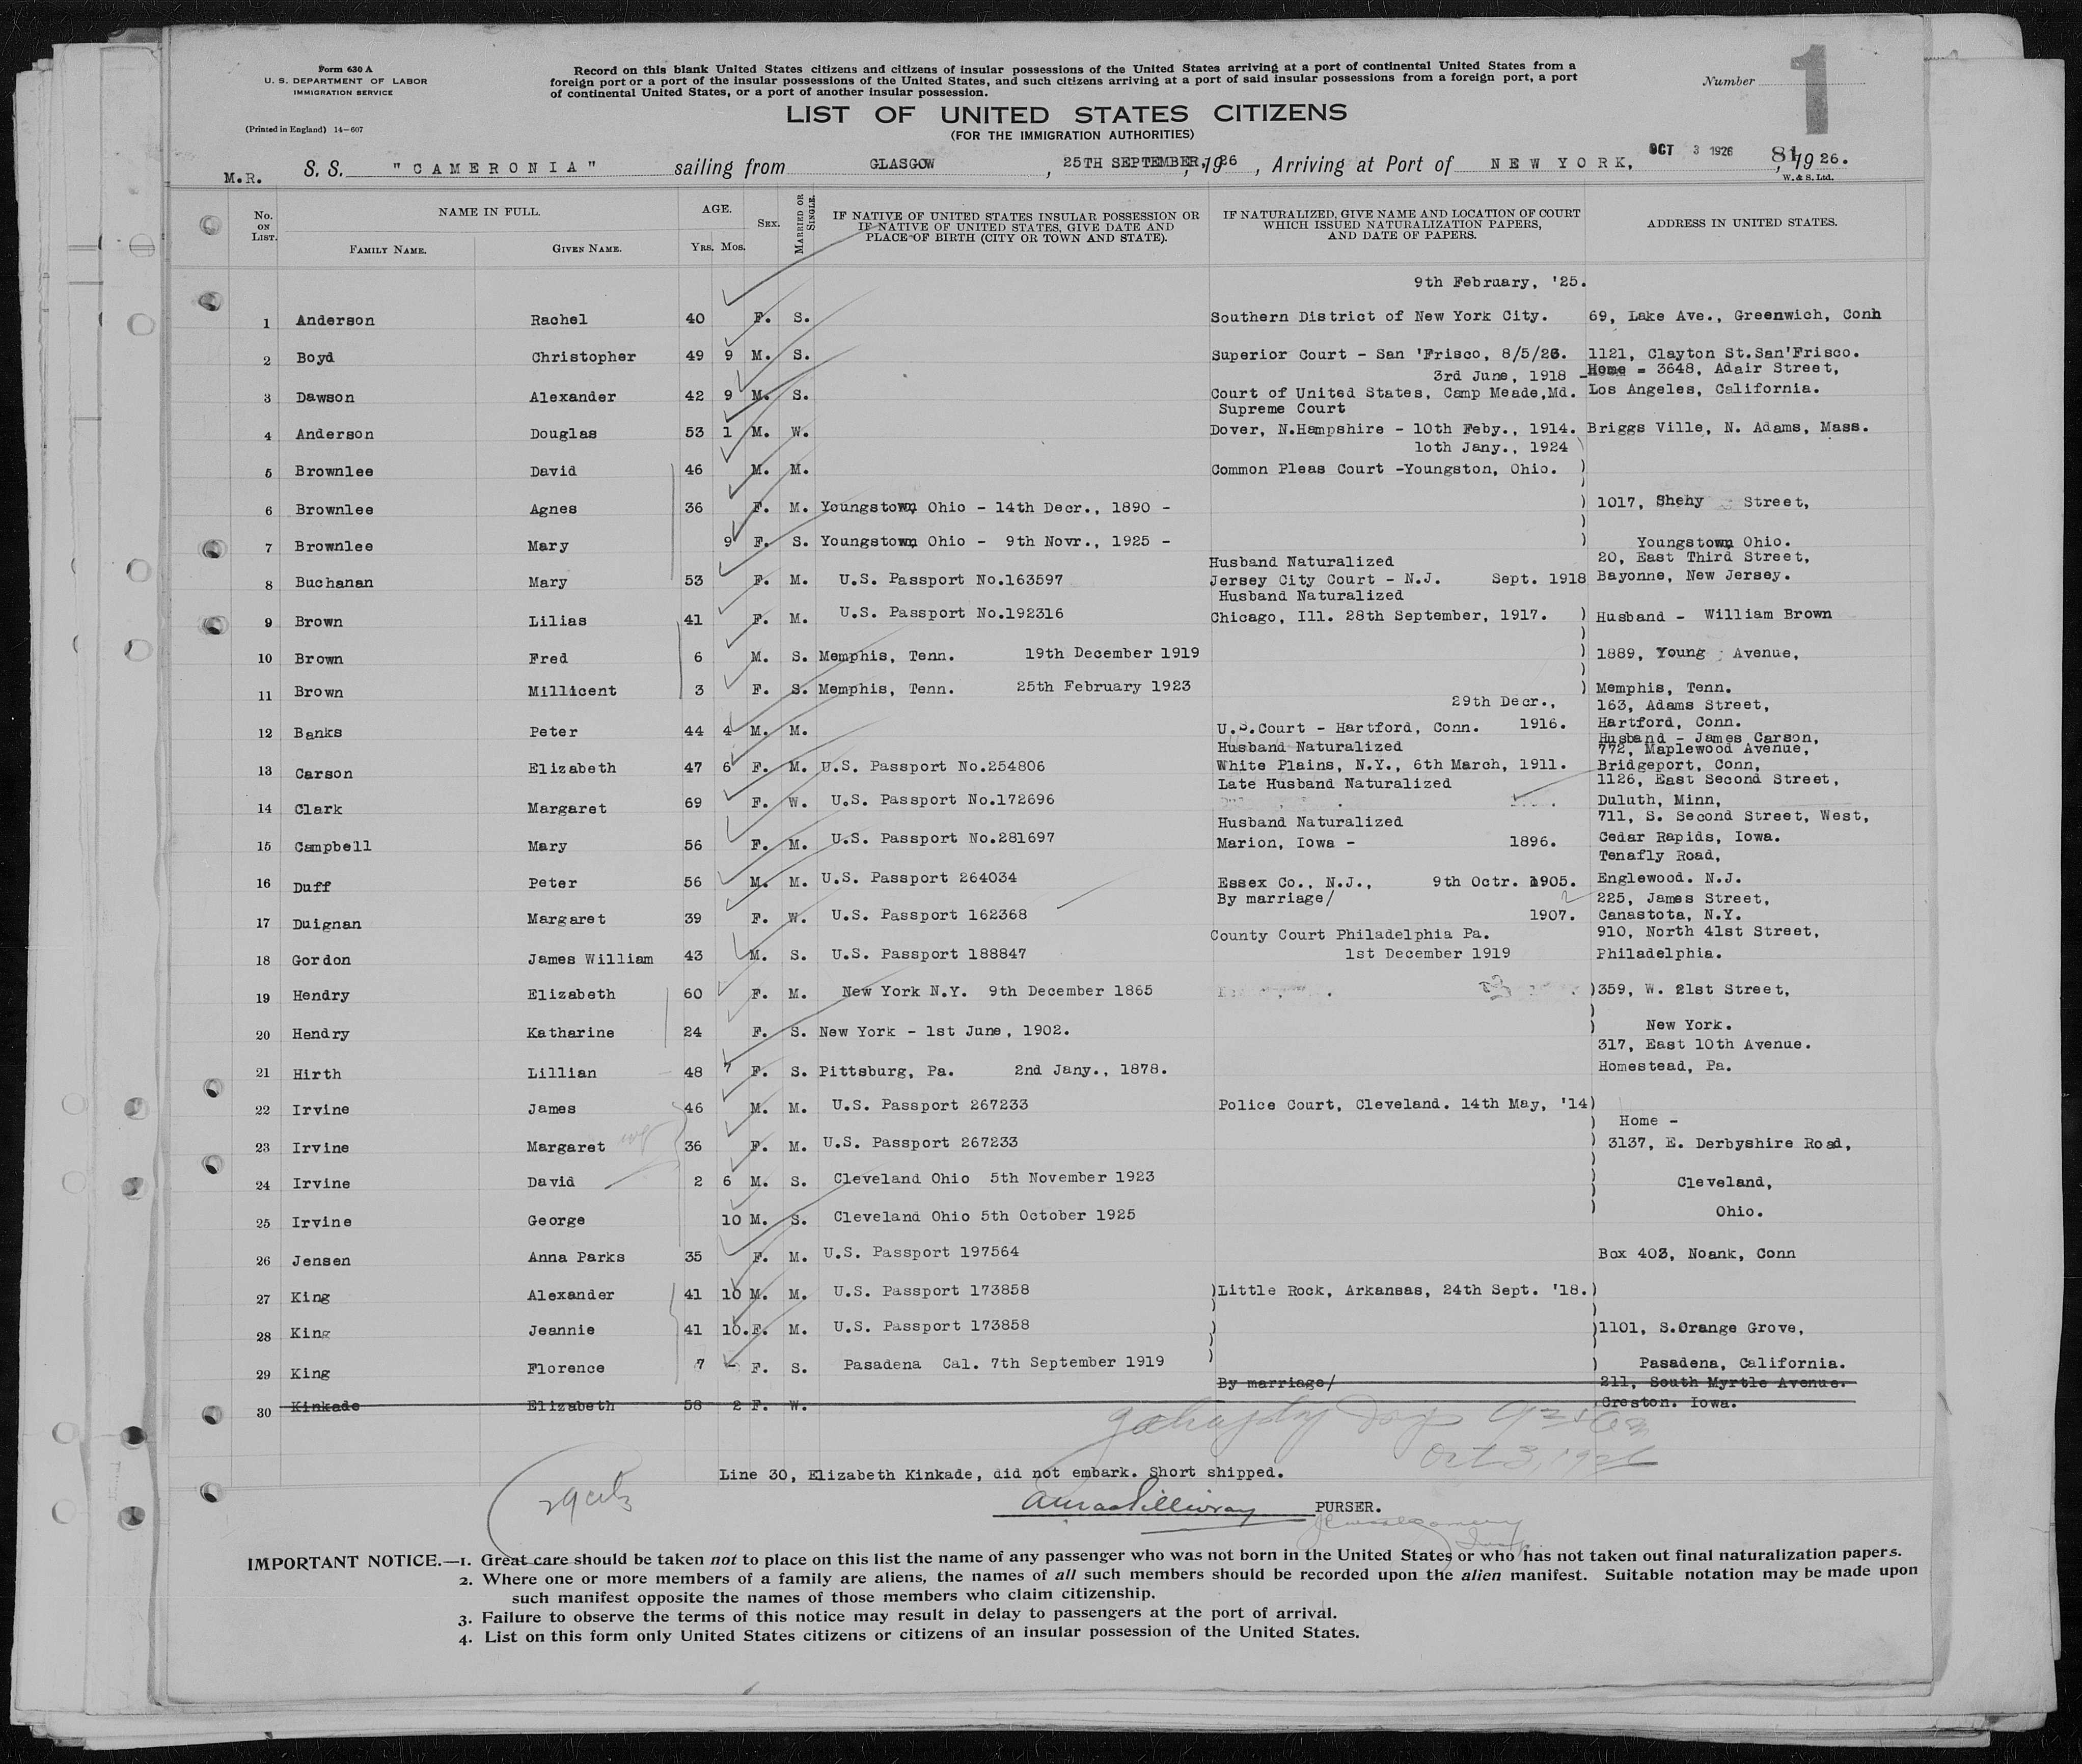 Form 630 A
U. S. DEPARTMENT OF LABOR
IMMIGRATION SERVICE
(Printed in England) 14—607
Record on this blank United States citizens and citizens of insular possessions of the United States arriving at a port of continental United States from a
foreign port or a port of the insular possessions of the United States, and such citizens arriving at a port of said insular possessions from a foreign port, a port
of continental United States, or a port of another insular possession.
Number 1
LIST OF UNITED STATES CITIZENS
(FOR THE IMMIGRATION AUTHORITIES)
M.R. S. S. "CAMERONIA" sailing from GLASGOW, 25TH SEPTEMBER, 1926, Arriving at Port of NEW YORK, OCT 3 1926 81, 1926.
W. & S. Ltd.
No. ON LIST. NAME IN FULL. AGE. SEX. MARRIED OR SINGLE. IF NATIVE OF UNITED STATES INSULAR POSSESSION OR IF NATIVE OF UNITED STATES, GIVE DATE AND PLACE OF BIRTH (CITY OR TOWN AND STATE). IF NATURALIZED, GIVE NAME AND LOCATION OF COURT WHICH ISSUED NATURALIZATION PAPERS, AND DATE OF PAPERS. ADDRESS IN UNITED STATES.
FAMILY NAME. GIVEN NAME. YRS. MOS.
9th February, '25.
1 Anderson Rachel 40 F. S. Southern District of New York City. 69, Lake Ave., Greenwich, Conn
2 Boyd Christopher 49 9 M. S. Superior Court - San 'Frisco, 8/5/26. 1121, Clayton St.San'Frisco.
3rd June, 1918 - Home - 3648, Adair Street,
3 Dawson Alexander 42 9 M. S. Court of United States, Camp Meade,Md. Los Angeles, California.
Supreme Court
4 Anderson Douglas 53 1 M. W. Dover, N.Hampshire - 10th Feby., 1914. Briggs Ville, N. Adams, Mass.
10th Jany., 1924 )
5 Brownlee David 46 M. M. Common Pleas Court -Youngston, Ohio. )
6 Brownlee Agnes 36 F. M. Youngstown Ohio - 14th Decr., 1890 - ) 1017, Shehy Street,
7 Brownlee Mary 9 F. S. Youngstown Ohio - 9th Novr., 1925 - ) Youngstown Ohio.
Husband Naturalized 20, East Third Street,
8 Buchanan Mary 53 F. M. U.S. Passport No.163597 Jersey City Court - N.J. Sept. 1918 Bayonne, New Jersey.
Husband Naturalized
9 Brown Lilias 41 F. M. U.S. Passport No.192316 Chicago, Ill. 28th September, 1917. ) Husband - William Brown
10 Brown Fred 6 M. S. Memphis, Tenn. 19th December 1919 ) 1889, Young Avenue,
11 Brown Millicent 3 F. S. Memphis, Tenn. 25th February 1923 ) Memphis, Tenn.
29th Decr., 163, Adams Street,
12 Banks Peter 44 4 M. M. U.S.Court - Hartford, Conn. 1916. Hartford, Conn.
Husband Naturalized Husband - James Carson,
772, Maplewood Avenue,
13 Carson Elizabeth 47 6 F. M. U.S. Passport No.254806 White Plains, N.Y., 6th March, 1911. Bridgeport, Conn,
Late Husband Naturalized 1126, East Second Street,
14 Clark Margaret 69 F. W. U.S. Passport No.172696 Duluth, Minn,
Husband Naturalized 711, S. Second Street, West,
15 Campbell Mary 56 F. M. U.S. Passport No.281697 Marion, Iowa - 1896. Cedar Rapids, Iowa.
Tenafly Road,
16 Duff Peter 56 M. M. U.S. Passport 264034 Essex Co., N.J., 9th Octr. 1905. Englewood. N.J.
By marriage/ 225, James Street,
17 Duignan Margaret 39 F. W. U.S. Passport 162368 1907. Canastota, N.Y.
County Court Philadelphia Pa. 910, North 41st Street,
18 Gordon James William 43 M. S. U.S. Passport 188847 1st December 1919 Philadelphia.
19 Hendry Elizabeth 60 F. M. New York N.Y. 9th December 1865 )359, W. 21st Street,
20 Hendry Katharine 24 F. S. New York - 1st June, 1902. ) New York.
317, East 10th Avenue.
21 Hirth Lillian 48 7 F. S. Pittsburg, Pa. 2nd Jany., 1878. Homestead, Pa.
22 Irvine James 46 M. M. U.S. Passport 267233 Police Court, Cleveland. 14th May, '14)
Home -
23 Irvine Margaret 36 F. M. U.S. Passport 267233 ) 3137, E. Derbyshire Road,
24 Irvine David 2 6 M. S. Cleveland Ohio 5th November 1923 ) Cleveland,
25 Irvine George 10 M. S. Cleveland Ohio 5th October 1925 ) Ohio.
26 Jensen Anna Parks 35 F. M. U.S. Passport 197564 Box 403, Noank, Conn
27 King Alexander 41 10 M. M. U.S. Passport 173858 )Little Rock, Arkansas, 24th Sept. '18.)
28 King Jeannie 41 10. F. M. U.S. Passport 173858 ) )1101, S.Orange Grove,
29 King Florence 7 - F. S. Pasadena Cal. 7th September 1919 ) ) Pasadena, California.
By marriage/ 211, South Myrtle Avenue.
30 Kinkade Elizabeth 58 2 F. W. Creston. Iowa.
Oct 3, 1926
Line 30, Elizabeth Kinkade, did not embark. Short shipped.
PURSER.
IMPORTANT NOTICE.—1. Great care should be taken not to place on this list the name of any passenger who was not born in the United States or who has not taken out final naturalization papers.
2. Where one or more members of a family are aliens, the names of all such members should be recorded upon the alien manifest. Suitable notation may be made upon
such manifest opposite the names of those members who claim citizenship.
3. Failure to observe the terms of this notice may result in delay to passengers at the port of arrival.
4. List on this form only United States citizens or citizens of an insular possession of the United States.